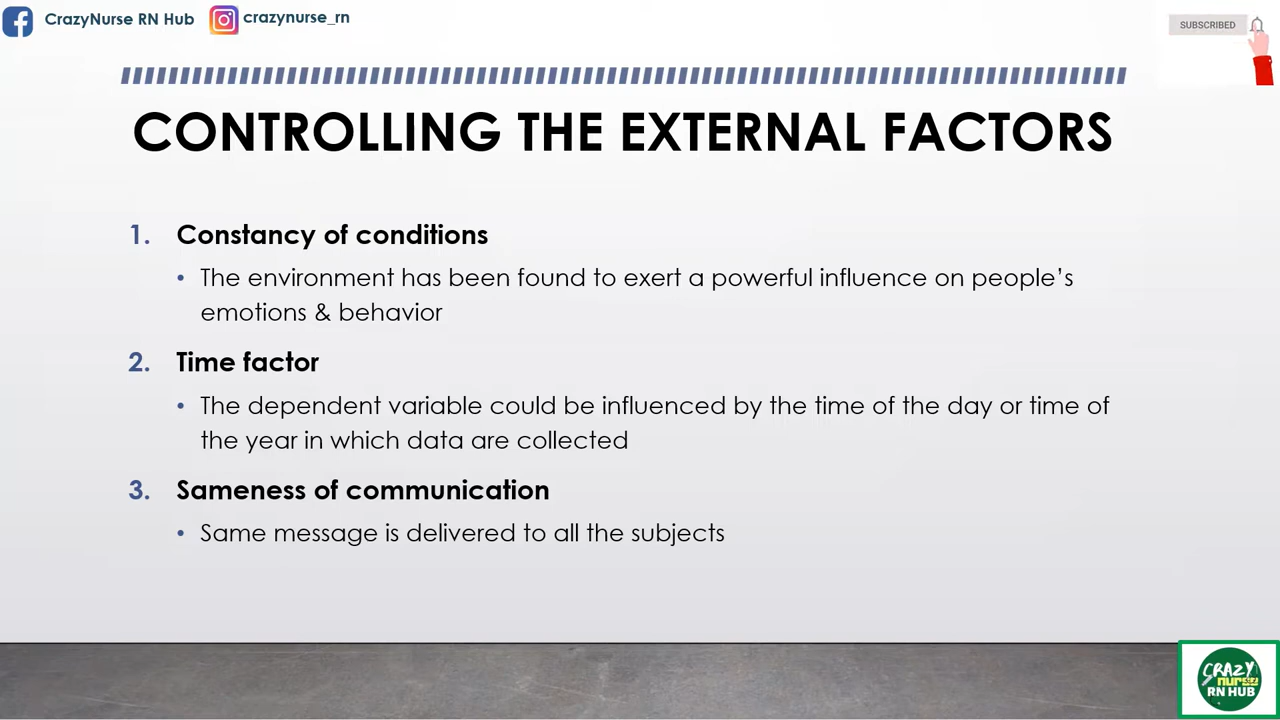 CrazyNurse RN Hub
crazynurse_rn
SUBSCRIBED
CONTROLLING THE EXTERNAL FACTORS
1. Constancy of conditions
• The environment has been found to exert a powerful influence on people’s
emotions & behavior
2. Time factor
• The dependent variable could be influenced by the time of the day or time of
the year in which data are collected
3. Sameness of communication
• Same message is delivered to all the subjects
CRAZY
nurse
RN HUB